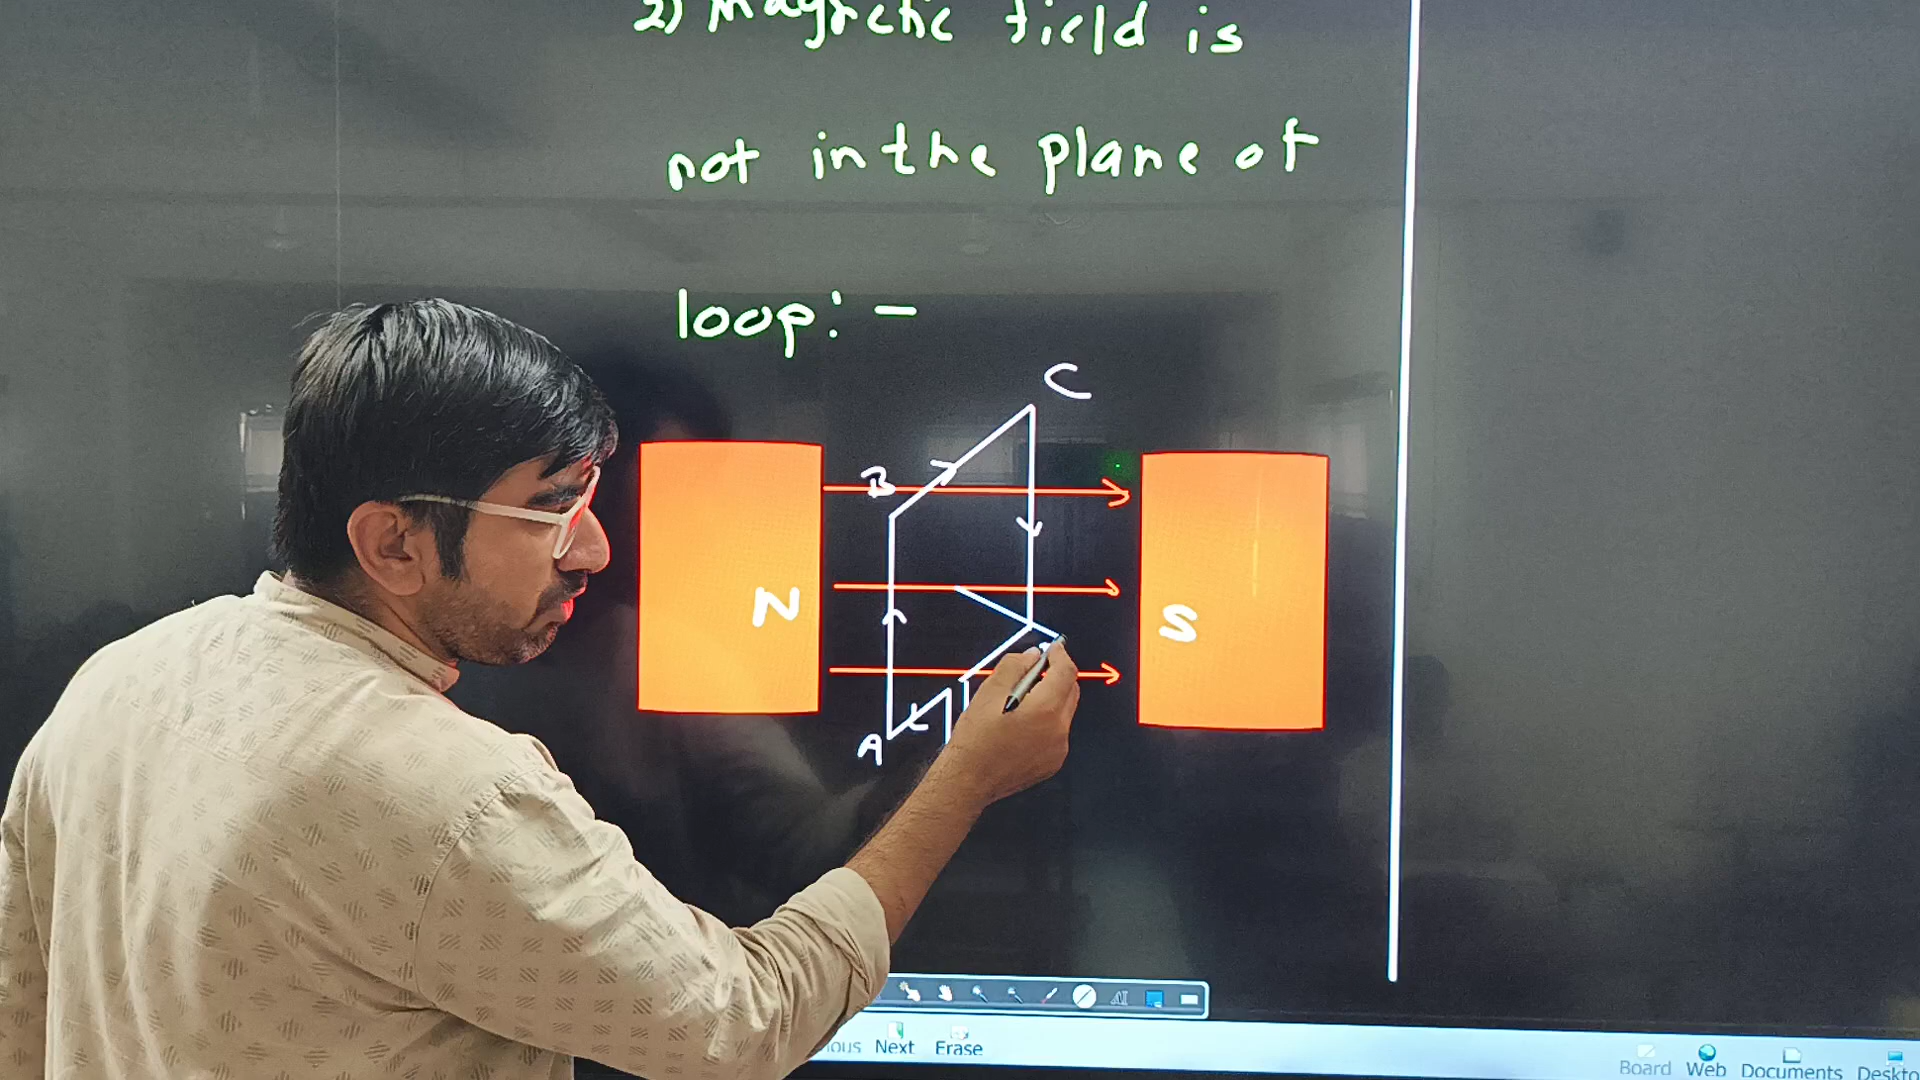 2) Magnetic field is
not in the plane of
loop:-
C
B
N
S
A
Next Erase
Board Web Documents